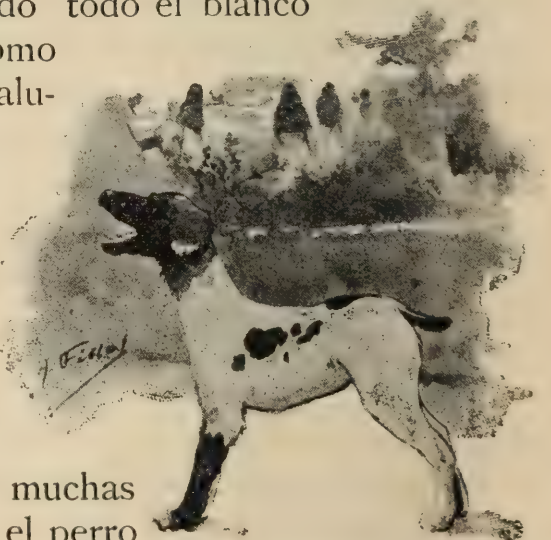 do todo el blanco
omo
alu-
muchas
el perro